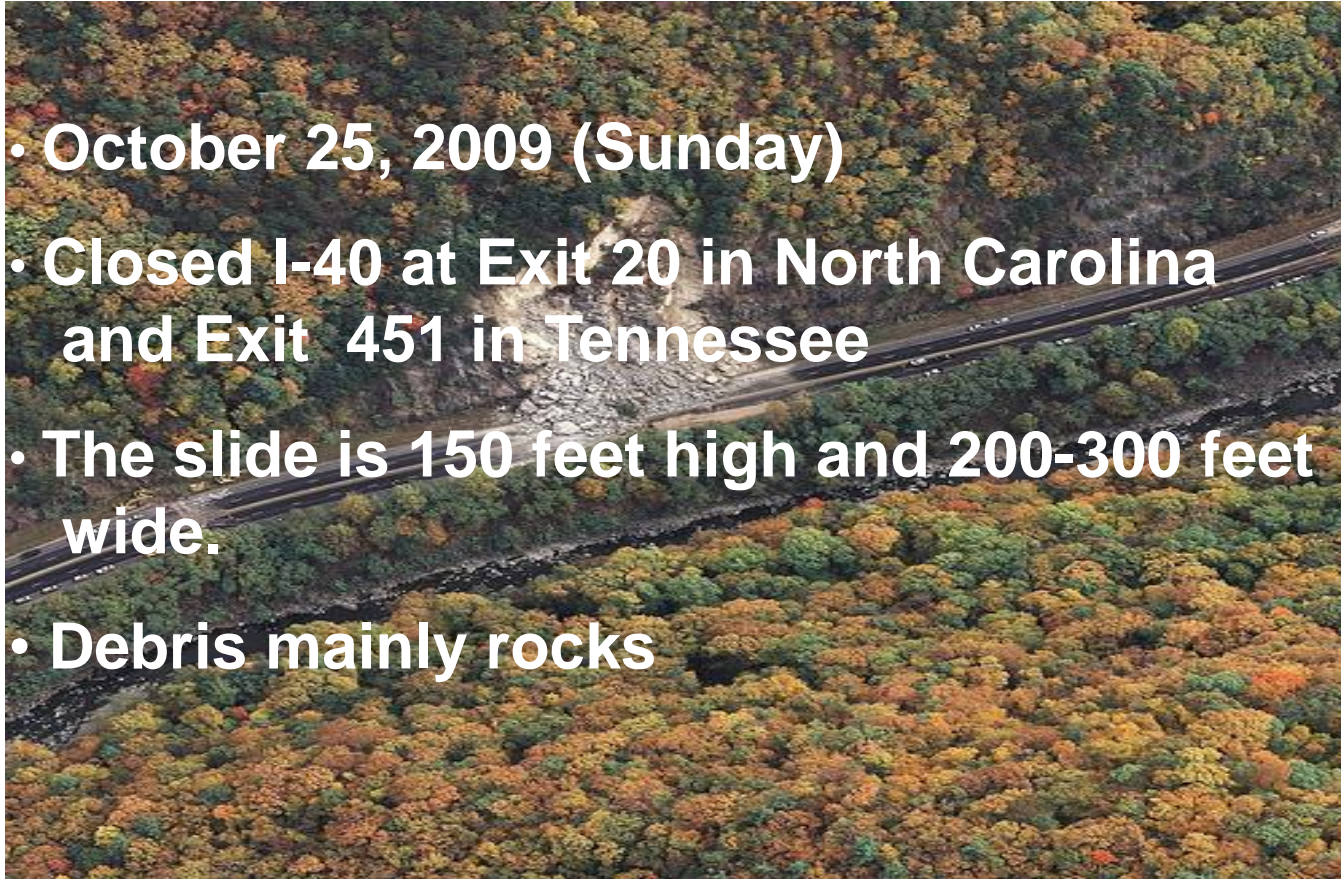 • October 25, 2009 (Sunday)
• Closed I-40 at Exit 20 in North Carolina
and Exit 451 in Tennessee
• The slide is 150 feet high and 200-300 feet
wide.
• Debris mainly rocks